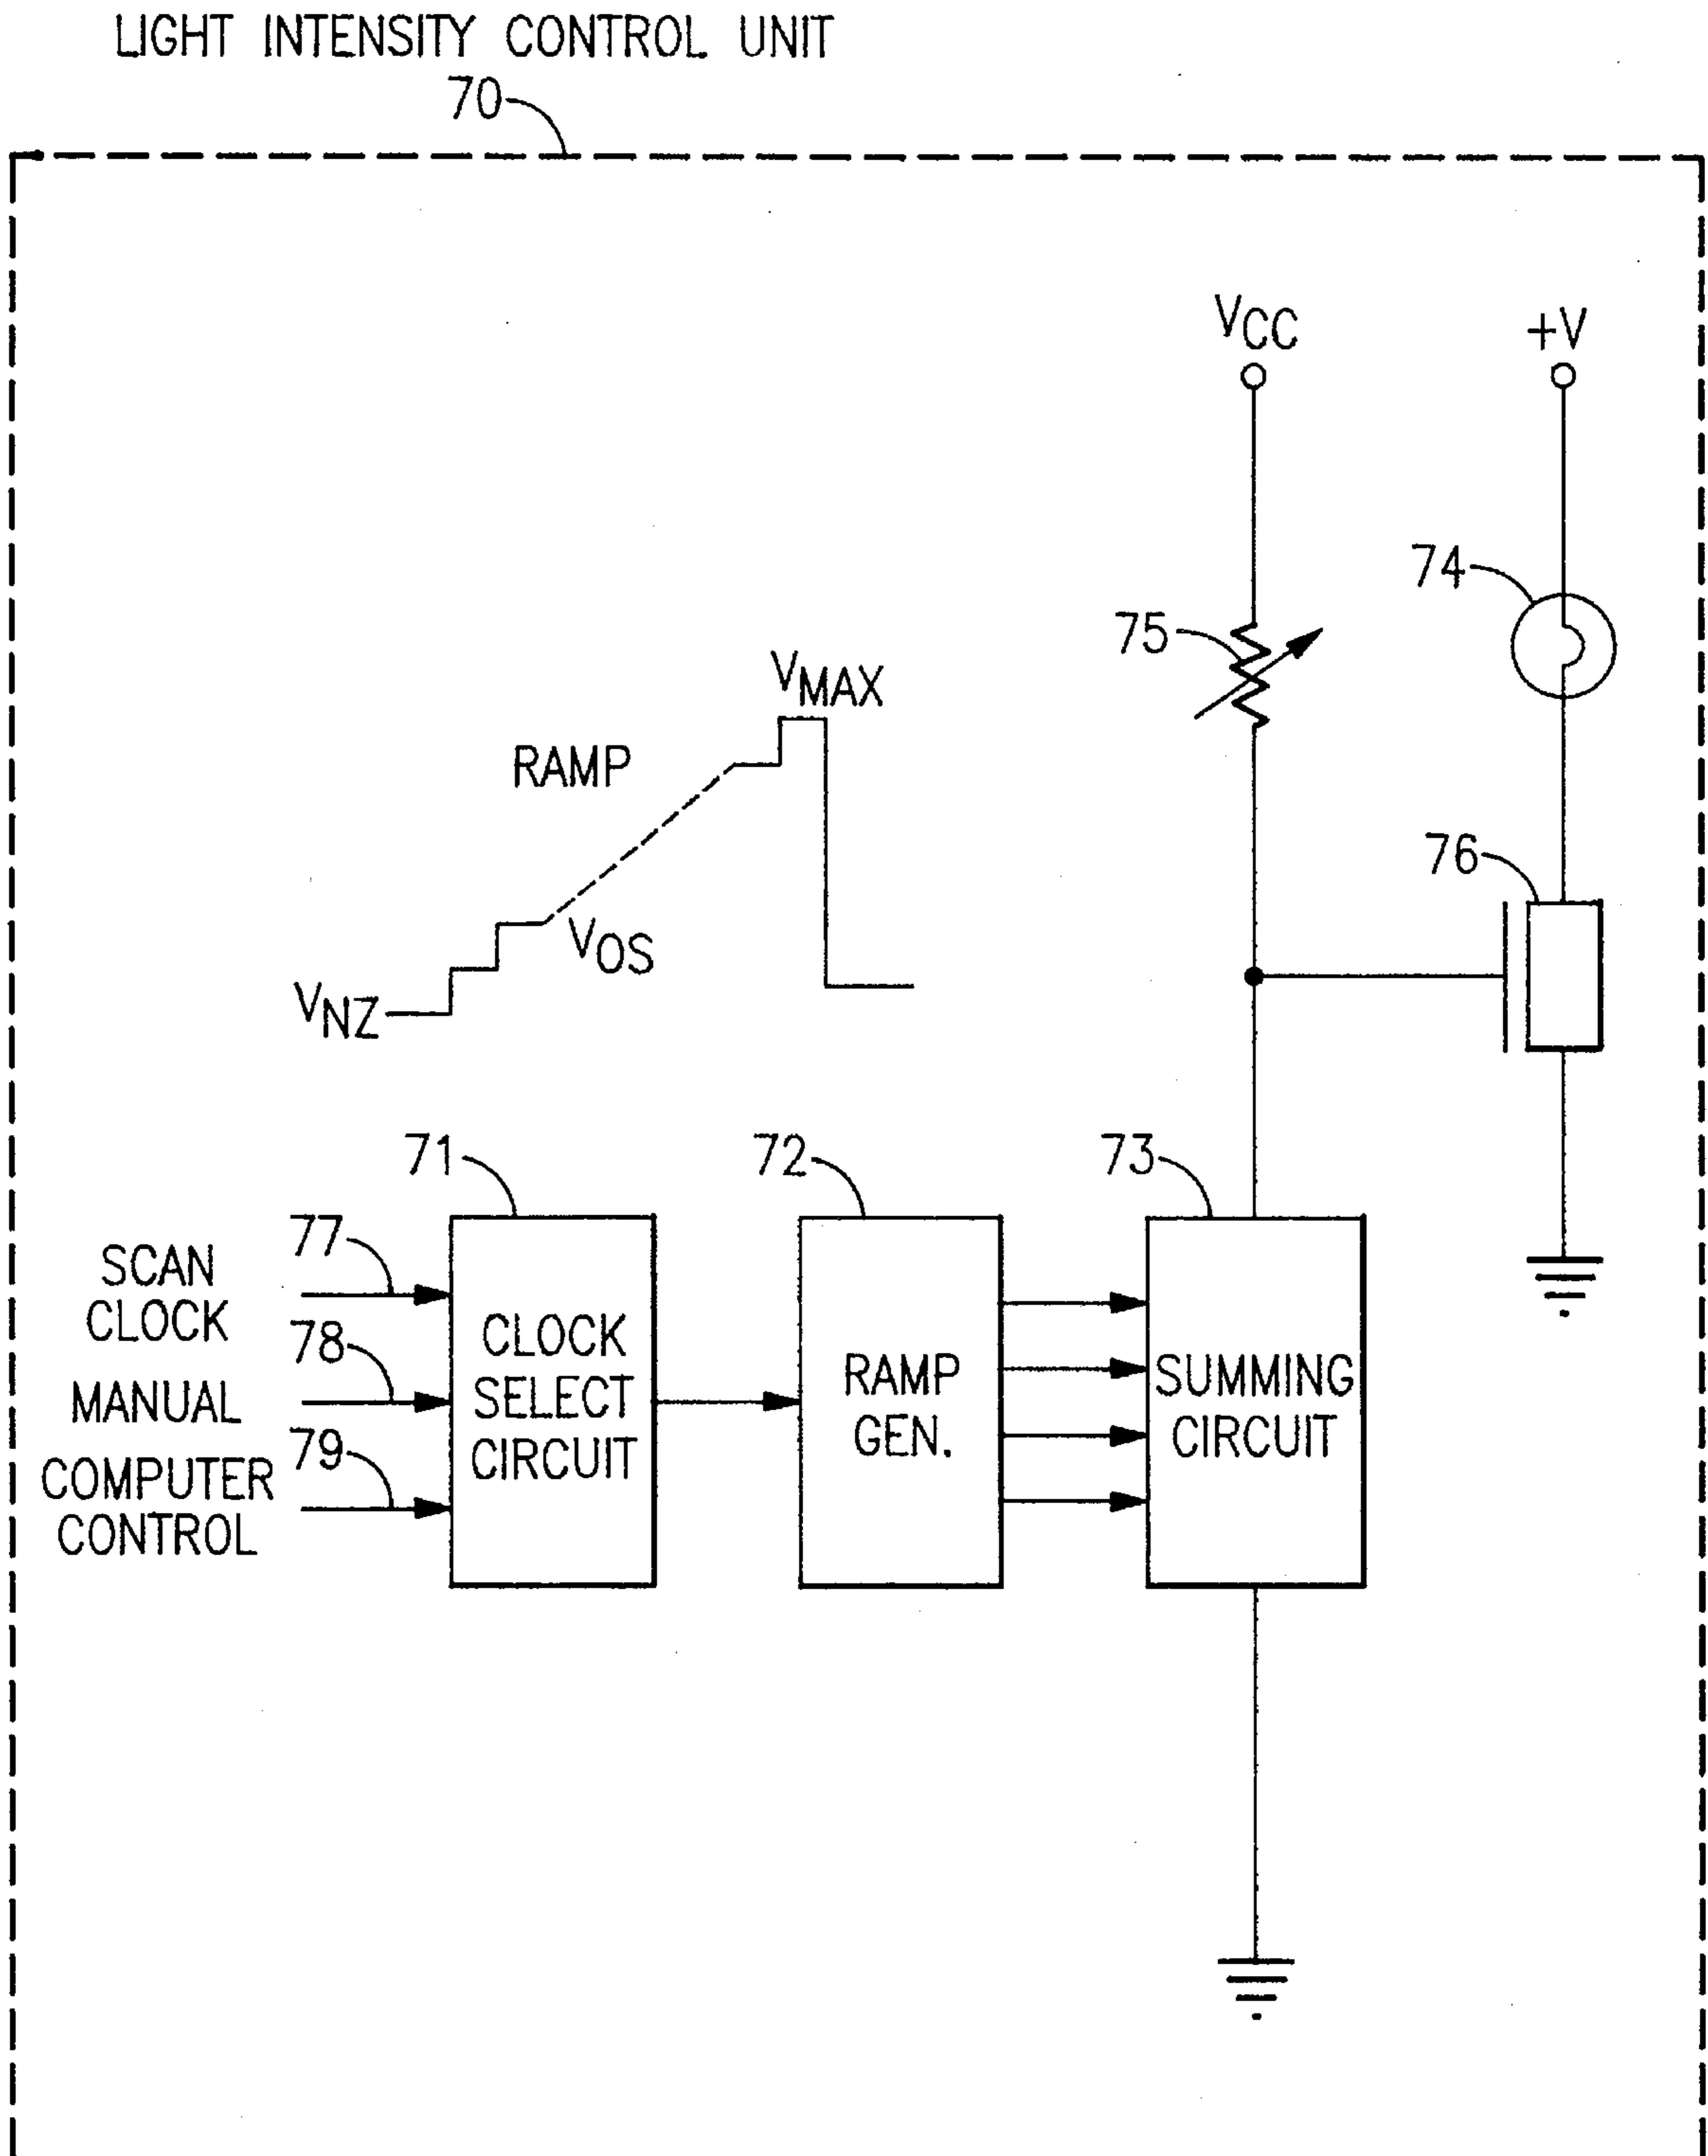 LIGHT INTENSITY CONTROL UNIT
70
VCC
+V
74
75
VMAX
RAMP
76
VOS
VNZ
71
72
73
77
SCAN
CLOCK
78
MANUAL
79
COMPUTER
CONTROL
CLOCK
SELECT
CIRCUIT
RAMP
GEN.
SUMMING
CIRCUIT